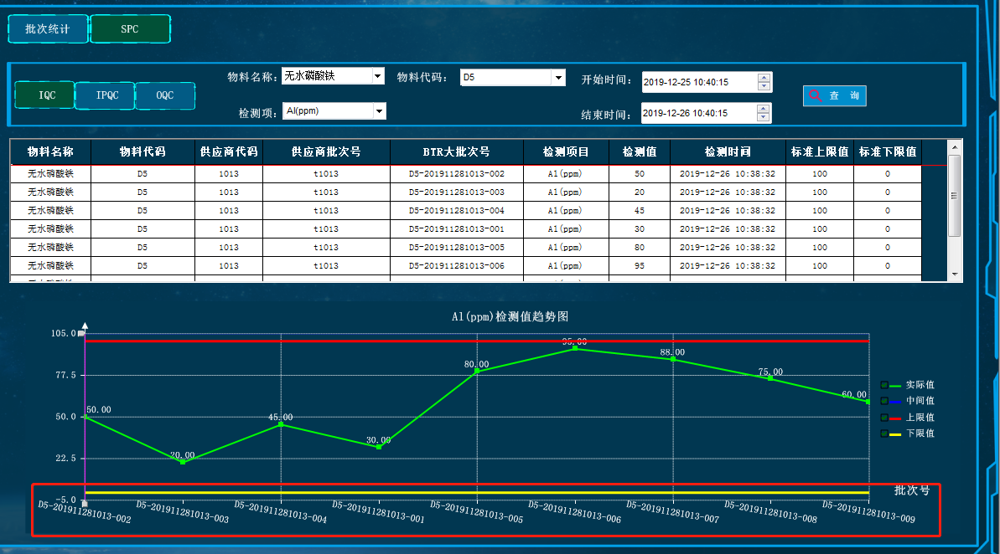 批次统计 SPC
物料名称： 无水磷酸铁 物料代码： D5 开始时间： 2019-12-25 10:40:15
IQC IPQC OQC 查 询
检测项： Al(ppm) 结束时间： 2019-12-26 10:40:15
物料名称 物料代码 供应商代码 供应商批次号 BTR大批次号 检测项目 检测值 检测时间 标准上限值 标准下限值
无水磷酸铁 D5 1013 t1013 D5-201911281013-002 Al(ppm) 50 2019-12-26 10:38:32 100 0
无水磷酸铁 D5 1013 t1013 D5-201911281013-003 Al(ppm) 20 2019-12-26 10:38:32 100 0
无水磷酸铁 D5 1013 t1013 D5-201911281013-004 Al(ppm) 45 2019-12-26 10:38:32 100 0
无水磷酸铁 D5 1013 t1013 D5-201911281013-001 Al(ppm) 30 2019-12-26 10:38:32 100 0
无水磷酸铁 D5 1013 t1013 D5-201911281013-005 Al(ppm) 80 2019-12-26 10:38:32 100 0
无水磷酸铁 D5 1013 t1013 D5-201911281013-006 Al(ppm) 95 2019-12-26 10:38:32 100 0
Al(ppm)检测值趋势图
105.0
77.5
50.0
22.5
-5.0
50.00
20.00
45.00
30.00
80.00
95.00
88.00
75.00
60.00
实际值
中间值
上限值
下限值
批次号
D5-201911281013-002
D5-201911281013-003
D5-201911281013-004
D5-201911281013-001
D5-201911281013-005
D5-201911281013-006
D5-201911281013-007
D5-201911281013-008
D5-201911281013-009